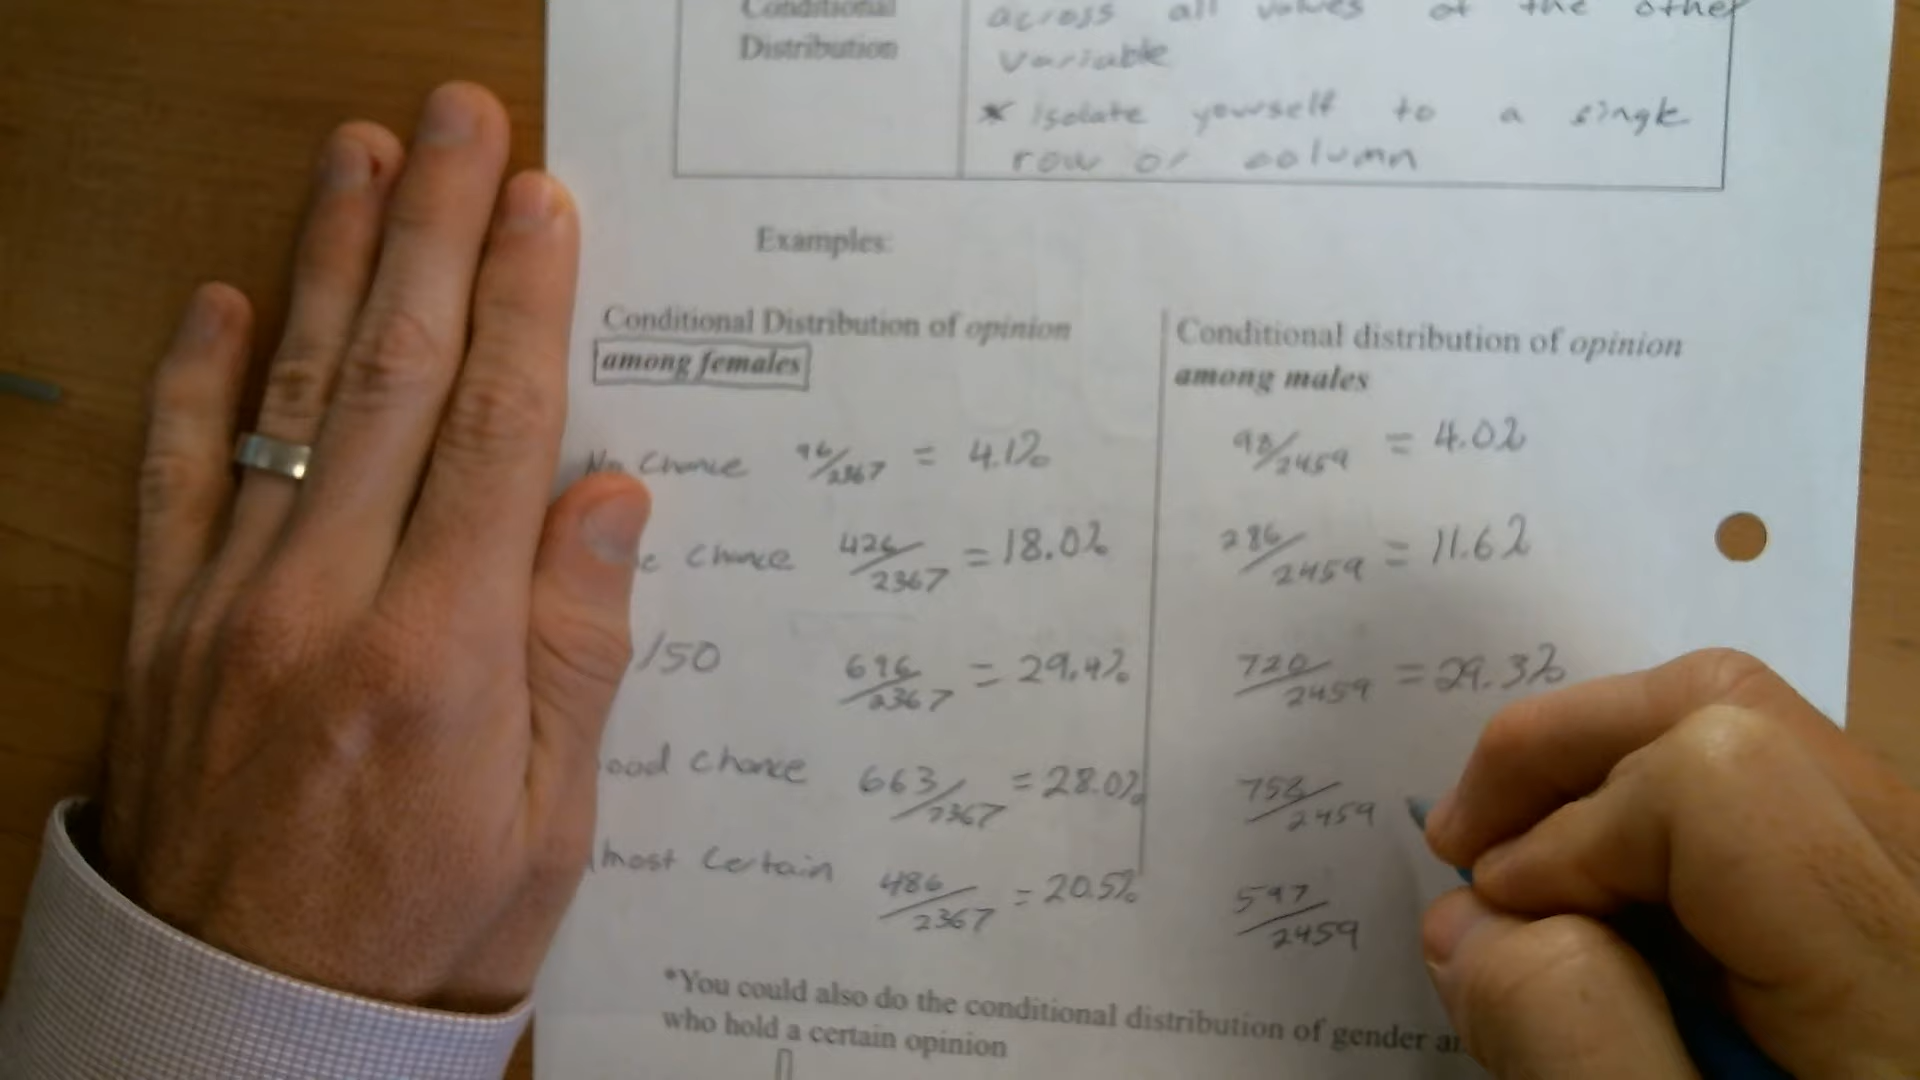 Conditional
Distribution
across all values of the other
variable
* isolate yourself to a single
row or column
Examples:
Conditional Distribution of opinion
among females
No Chance 96/2367 = 4.1%
Chance 426/2367 = 18.0%
/50 696/2367 = 29.4%
ood Chance 663/2367 = 28.0%
lmost Certain 486/2367 = 20.5%
Conditional distribution of opinion
among males
98/2459 = 4.0%
286/2459 = 11.6%
720/2459 = 29.3%
758/2459
597/2459
*You could also do the conditional distribution of gender
who hold a certain opinion